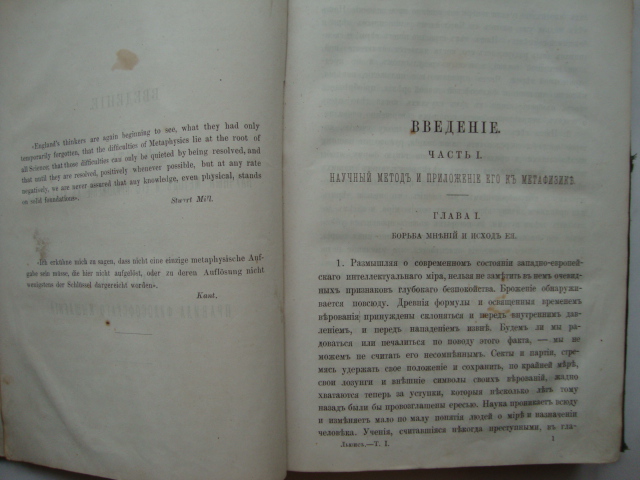 «England's thinkers are again beginning to see, what they had only
temporarily forgotten, that the difficulties of Metaphysics lie at the root of
all Science; that those difficulties can only be quieted by being resolved, and
that until they are resolved, positively whenever possible, but at any rate
negatively, we are never assured that any knowledge, even physical, stands
on solid foundations».
Stuart Mill.
«Ich erkühne mich zu sagen, dass nicht eine einzige metaphysische Auf-
gabe sein müsse, die hier nicht aufgelöst, oder zu deren Auflösung nicht
wenigstens der Schlüssel dargereicht worden».
Kant.
ВВЕДЕНІЕ.
ЧАСТЬ I.
НАУЧНЫЙ МЕТОДЪ И ПРИЛОЖЕНІЕ ЕГО КЪ МЕТАФИЗИКѢ.
ГЛАВА I.
БОРЬБА МНѢНІЙ И ИСХОДЪ ЕЯ.
1. Размышляя о современномъ состояніи западно-европей-
скаго интеллектуальнаго міра, нельзя не замѣтить въ немъ очевид-
ныхъ признаковъ глубокаго безпокойства. Броженіе обнаружи-
вается повсюду. Древнія формулы и освященныя временемъ
вѣрованія принуждены склоняться и передъ внутреннимъ дав-
леніемъ, и передъ нападеніемъ извнѣ. Будемъ ли мы ра-
доваться или печалиться по поводу этого факта, — мы не
можемъ не считать его несомнѣннымъ. Секты и партіи, стре-
мясь удержать свое положеніе и сохранить, по крайней мѣрѣ,
свои лозунги и внѣшніе символы своихъ вѣрованій, жадно
хватаются теперь за уступки, которыя нѣсколько лѣтъ тому
назадъ были бы провозглашены ересью. Наука проникаетъ всюду
и измѣняетъ мало по малу понятія людей о мірѣ и назначеніи
человѣка. Ученія, считавшіяся нѣкогда преступными, въ гла-
Льюисъ.—Т. I.
1